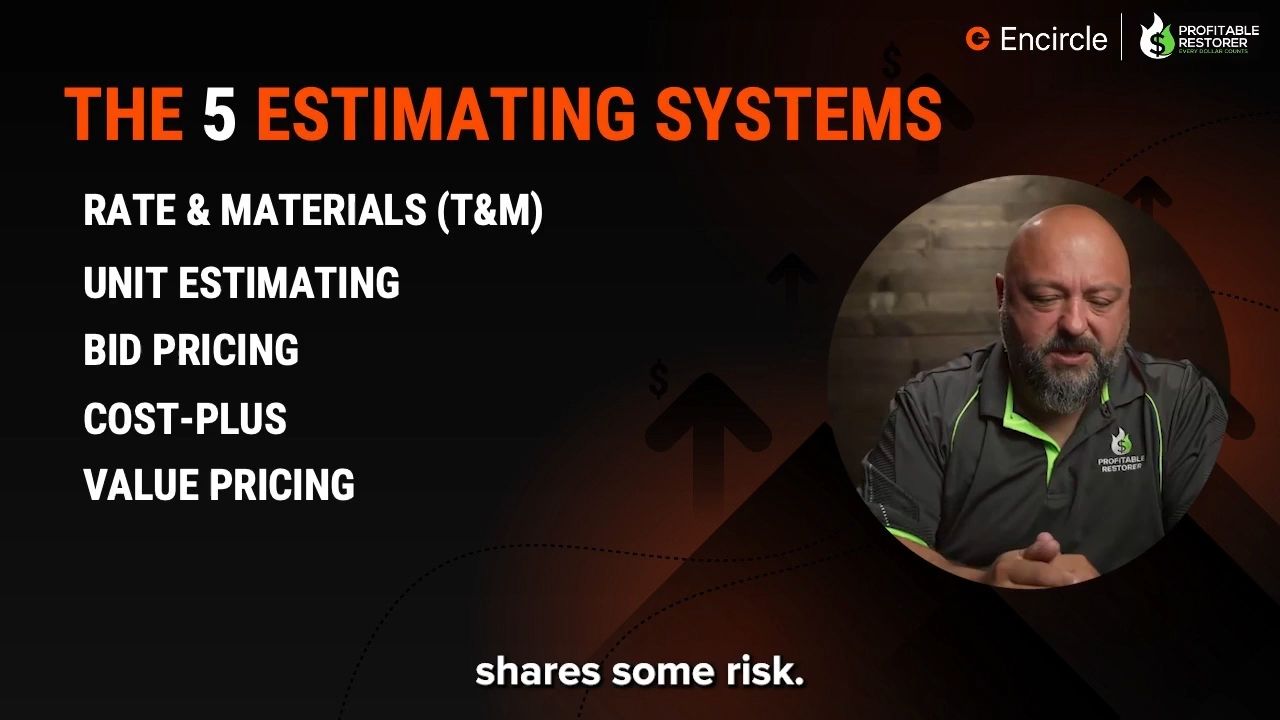 Encircle
PROFITABLE
RESTORER
EVERY DOLLAR COUNTS
THE 5 ESTIMATING SYSTEMS
RATE & MATERIALS (T&M)
UNIT ESTIMATING
BID PRICING
COST-PLUS
VALUE PRICING
PROFITABLE
RESTORER
shares some risk.